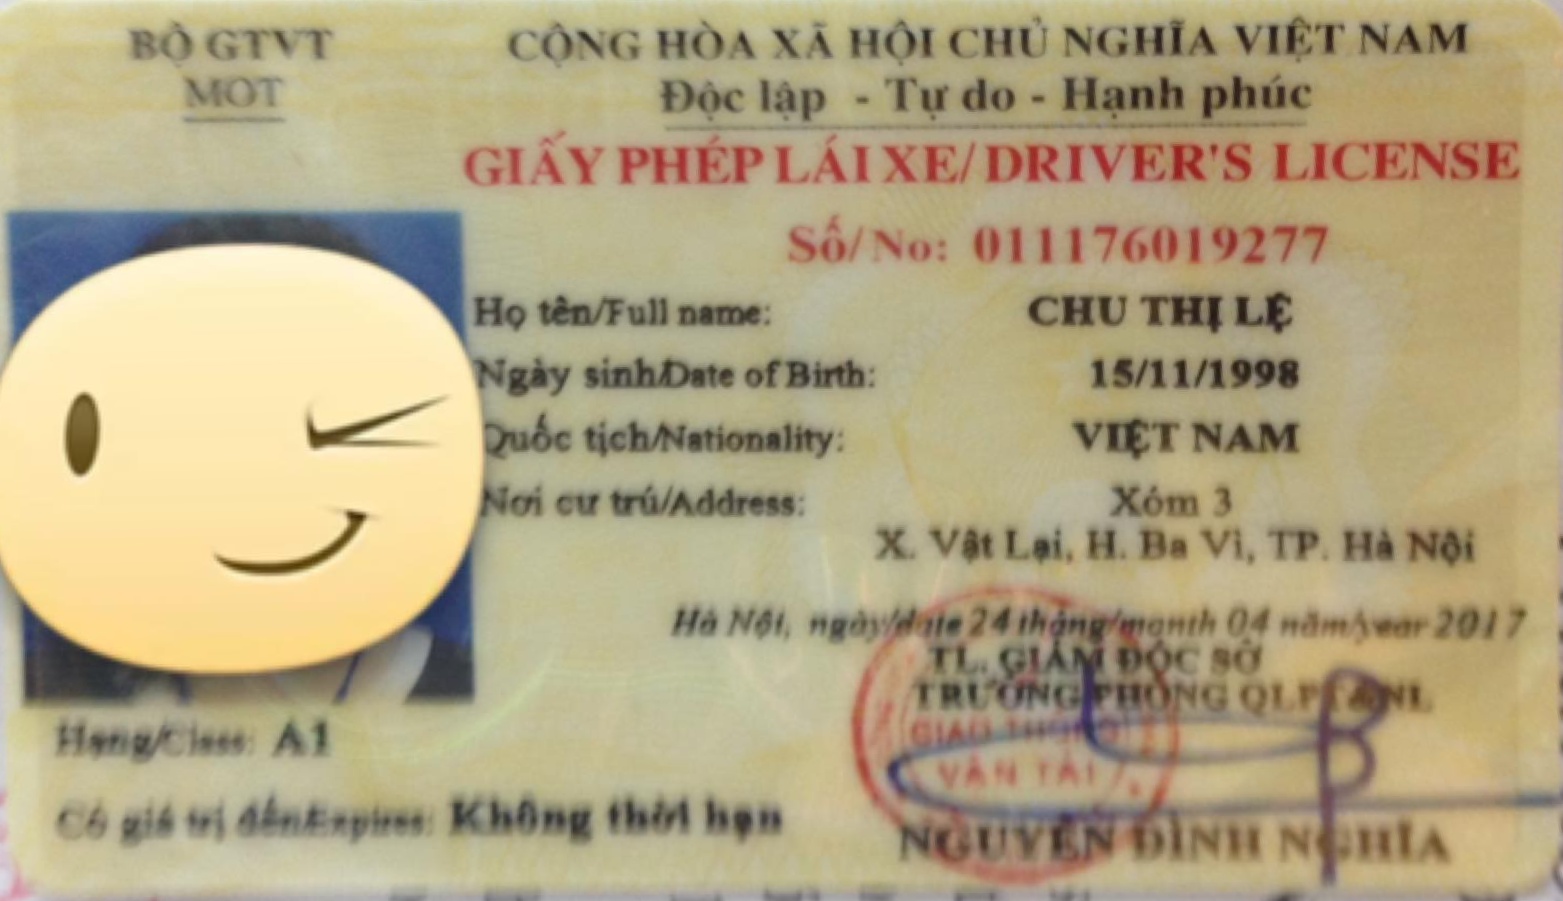 BỘ GTVT
MOT
CỘNG HÒA XÃ HỘI CHỦ NGHĨA VIỆT NAM
Độc lập - Tự do - Hạnh phúc
GIẤY PHÉP LÁI XE/DRIVER'S LICENSE
Số/No: 011176019277
Họ tên/Full name: CHU THỊ LỆ
Ngày sinh/Date of Birth: 15/11/1998
Quốc tịch/Nationality: VIỆT NAM
Nơi cư trú/Address: Xóm 3
X. Vật Lại, H. Ba Vì, TP. Hà Nội
Hà Nội, ngày/date 24 tháng/month 04 năm/year 2017
TL. GIÁM ĐỐC SỞ
TRƯỞNG PHÒNG QLPT&NL
GIAO THÔNG
VẬN TẢI
NGUYỄN ĐÌNH NGHĨA
Hạng/Class: A1
Có giá trị đến/Expires: Không thời hạn